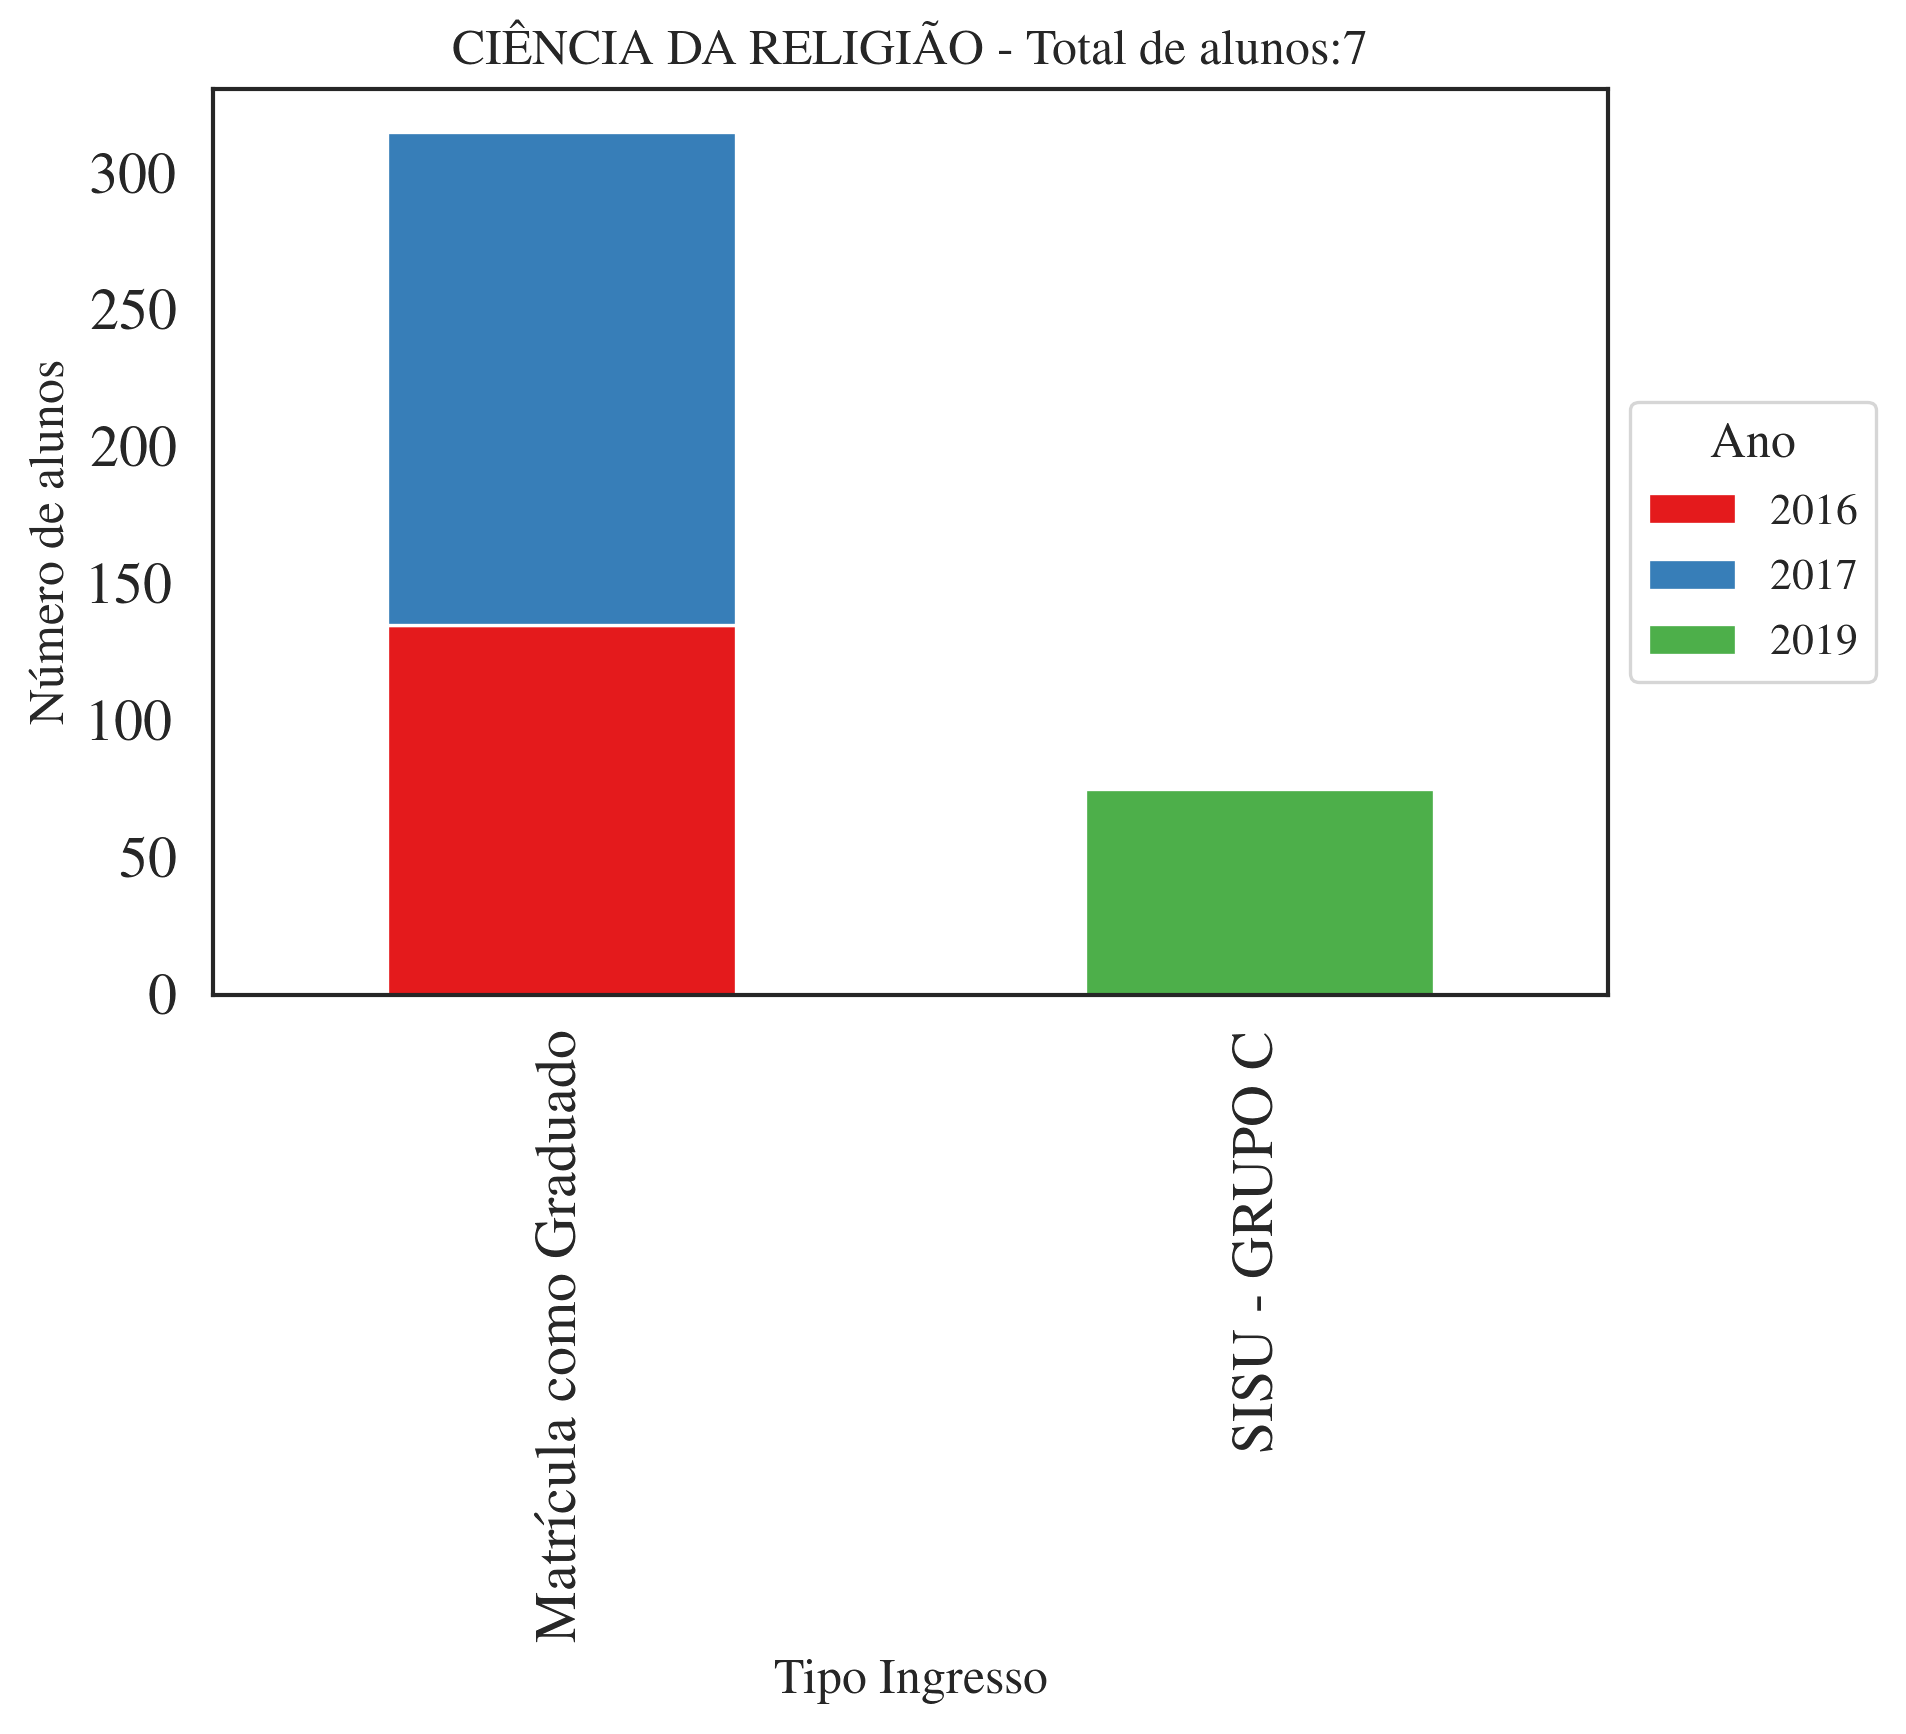 CIÊNCIA DA RELIGIÃO - Total de alunos:7
Número de alunos
300
250
200
150
100
50
0
Ano
2016
2017
2019
Matrícula como Graduado
SISU - GRUPO C
Tipo Ingresso